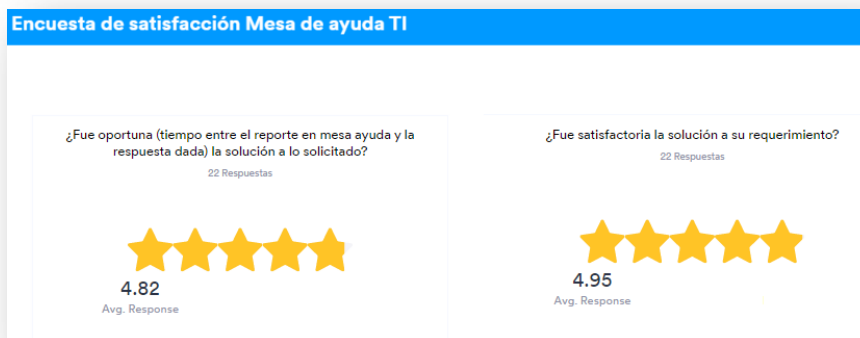 Encuesta de satisfacción Mesa de ayuda TI
¿Fue oportuna (tiempo entre el reporte en mesa ayuda y la
respuesta dada) la solución a lo solicitado?
22 Respuestas
4.82
Avg. Response
¿Fue satisfactoria la solución a su requerimiento?
22 Respuestas
4.95
Avg. Response